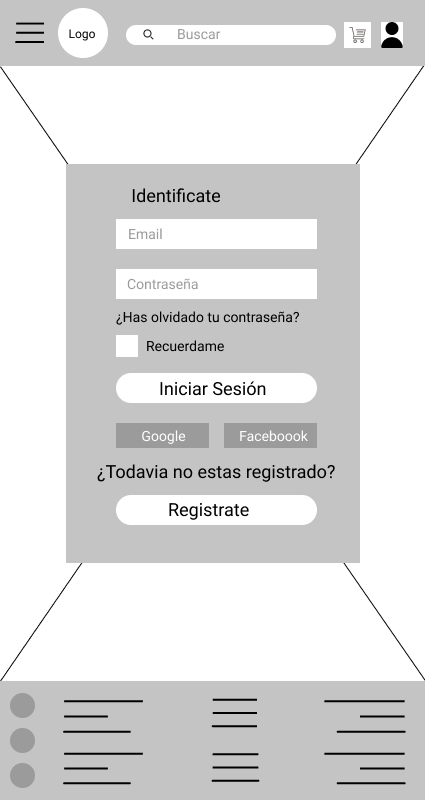 Logo
Buscar
Identificate
Email
Contraseña
¿Has olvidado tu contraseña?
Recuerdame
Iniciar Sesión
Google
Faceboook
¿Todavia no estas registrado?
Registrate